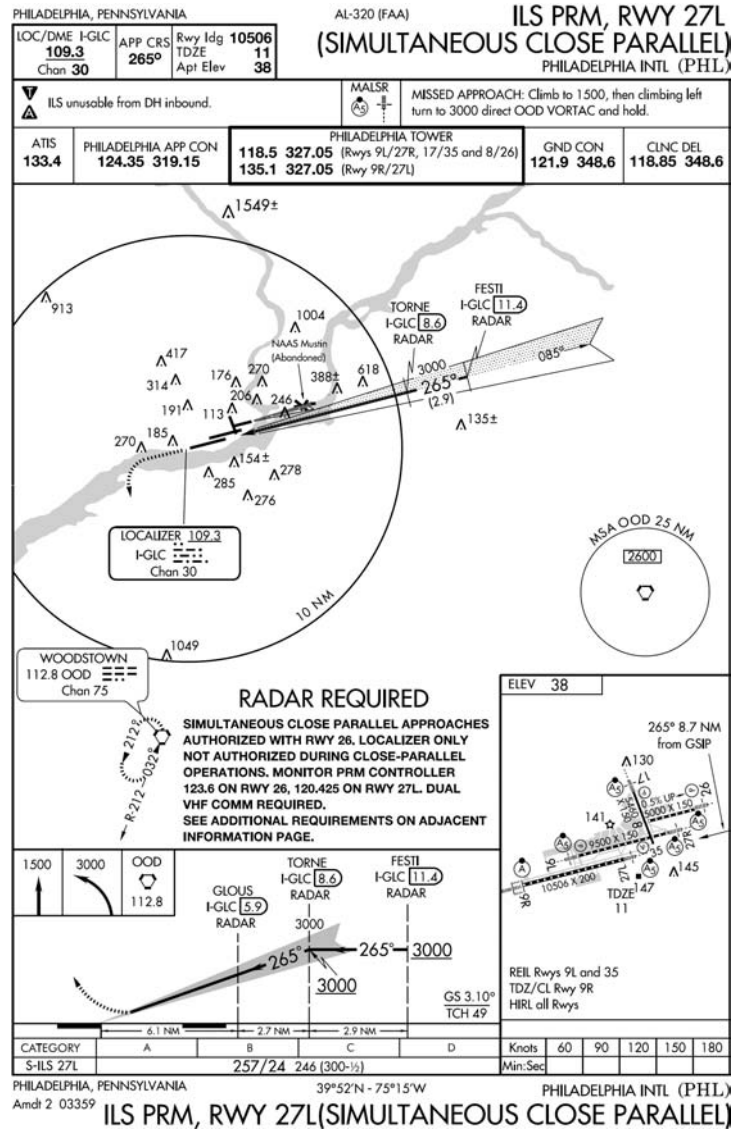 PHILADELPHIA, PENNSYLVANIA
AL-320 (FAA)
ILS PRM, RWY 27L
(SIMULTANEOUS CLOSE PARALLEL)
PHILADELPHIA INTL (PHL)
LOC/DME I-GLC
109.3
Chan 30
APP CRS
265°
Rwy ldg 10506
TDZE 11
Apt Elev 38
T
A
ILS unusable from DH inbound.
MALSR
A5
MISSED APPROACH: Climb to 1500, then climbing left
turn to 3000 direct OOD VORTAC and hold.
ATIS
133.4
PHILADELPHIA APP CON
124.35 319.15
PHILADELPHIA TOWER
118.5 327.05 (Rwys 9L/27R, 17/35 and 8/26)
135.1 327.05 (Rwy 9R/27L)
GND CON
121.9 348.6
CLNC DEL
118.85 348.6
1549±
913
1004
NAAS Mustin
(Abandoned)
TORNE
I-GLC 8.6
RADAR
FESTI
I-GLC 11.4
RADAR
417
314
176
270
388±
618
3000
265°
(2.9)
085°
191
206
113
246
135±
270
185
154±
285
278
276
LOCALIZER 109.3
I-GLC
Chan 30
10 NM
MSA OOD 25 NM
2600
1049
WOODSTOWN
112.8 OOD
Chan 75
212°
032°
R-212
RADAR REQUIRED
SIMULTANEOUS CLOSE PARALLEL APPROACHES
AUTHORIZED WITH RWY 26. LOCALIZER ONLY
NOT AUTHORIZED DURING CLOSE-PARALLEL
OPERATIONS. MONITOR PRM CONTROLLER
123.6 ON RWY 26, 120.425 ON RWY 27L. DUAL
VHF COMM REQUIRED.
SEE ADDITIONAL REQUIREMENTS ON ADJACENT
INFORMATION PAGE.
ELEV 38
265° 8.7 NM
from GSIP
130
17
26
0.5% UP
5000 X 150
141
8
9500 X 150
27R
35
9L
27L
10506 X 200
9R
147
145
TDZE
11
REIL Rwys 9L and 35
TDZ/CL Rwy 9R
HIRL all Rwys
1500
3000
OOD
112.8
GLOUS
I-GLC 5.9
RADAR
TORNE
I-GLC 8.6
RADAR
FESTI
I-GLC 11.4
RADAR
3000
265°
265°
3000
3000
GS 3.10°
TCH 49
6.1 NM
2.7 NM
2.9 NM
CATEGORY A B C D
S-ILS 27L 257/24 246 (300-½)
Knots 60 90 120 150 180
Min:Sec
PHILADELPHIA, PENNSYLVANIA
Amdt 2 03359
39°52'N - 75°15'W
PHILADELPHIA INTL (PHL)
ILS PRM, RWY 27L(SIMULTANEOUS CLOSE PARALLEL)